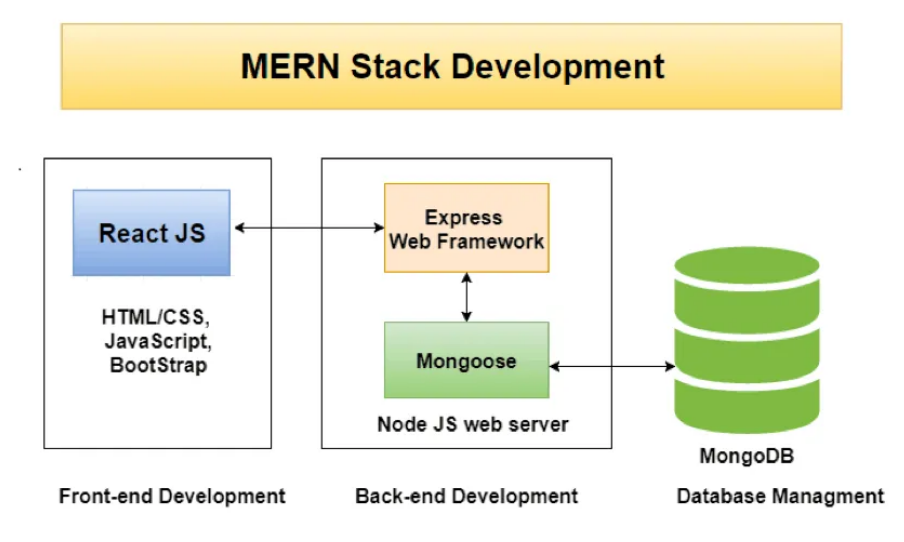 MERN Stack Development
React JS
HTML/CSS,
JavaScript,
BootStrap
Front-end Development
Express
Web Framework
Mongoose
Node JS web server
Back-end Development
MongoDB
Database Managment